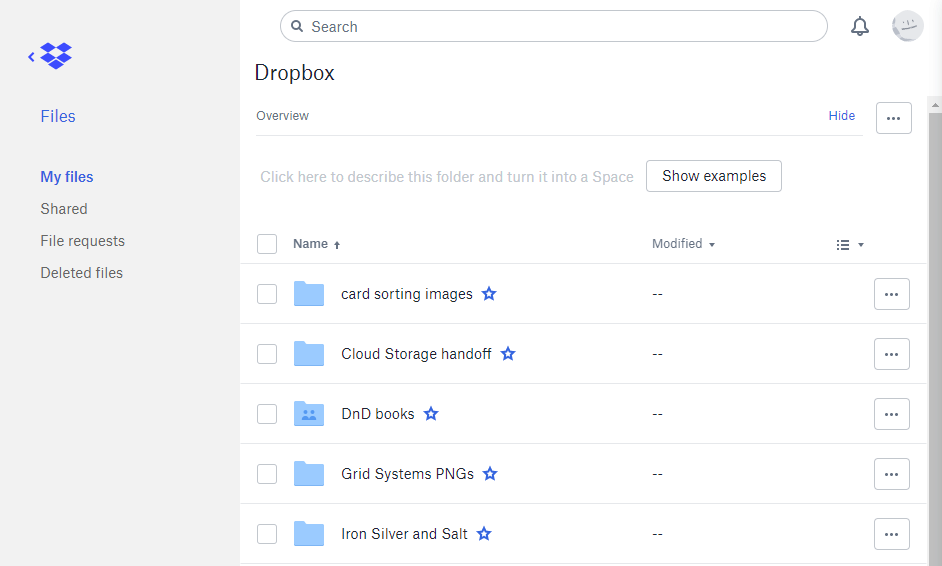 Search
Dropbox
Files
Overview
Hide
My files
Click here to describe this folder and turn it into a Space
Show examples
Shared
File requests
Deleted files
Name
Modified
card sorting images
--
Cloud Storage handoff
--
DnD books
--
Grid Systems PNGs
--
Iron Silver and Salt
--